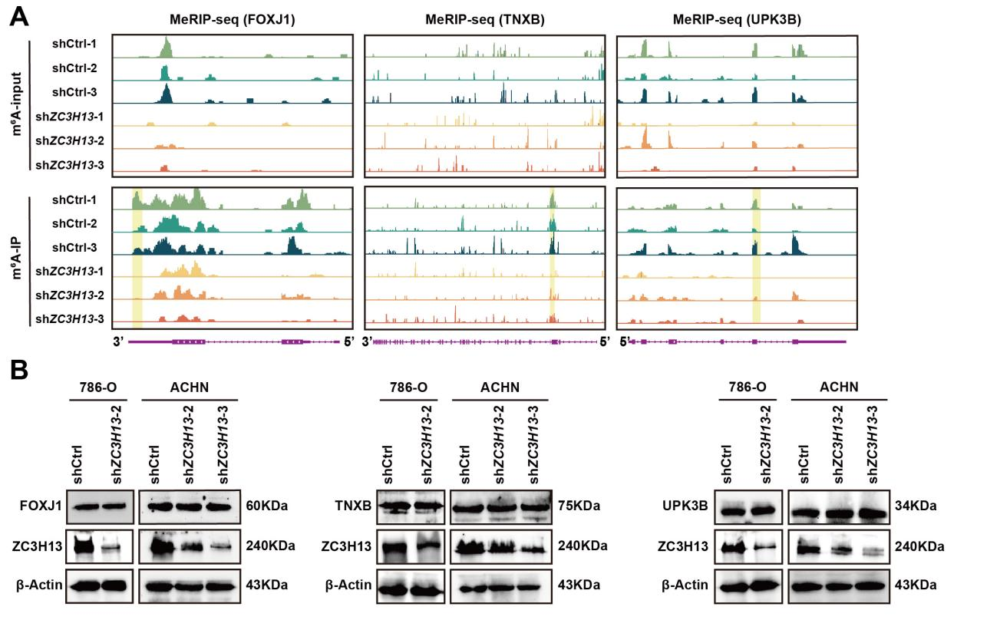 A
MeRIP-seq (FOXJ1) MeRIP-seq (TNXB) MeRIP-seq (UPK3B)
m⁶A-input
shCtrl-1
shCtrl-2
shCtrl-3
shZC3H13-1
shZC3H13-2
shZC3H13-3
m⁶A-IP
shCtrl-1
shCtrl-2
shCtrl-3
shZC3H13-1
shZC3H13-2
shZC3H13-3
3’ 5’ 3’ 5’ 5’
B
786-O ACHN 786-O ACHN 786-O ACHN
shCtrl shZC3H13-2 shCtrl shZC3H13-2 shZC3H13-3 shCtrl shZC3H13-2 shCtrl shZC3H13-2 shZC3H13-3 shCtrl shZC3H13-2 shCtrl shZC3H13-2 shZC3H13-3
FOXJ1 60KDa TNXB 75KDa UPK3B 34KDa
ZC3H13 240KDa ZC3H13 240KDa ZC3H13 240KDa
β-Actin 43KDa β-Actin 43KDa β-Actin 43KDa